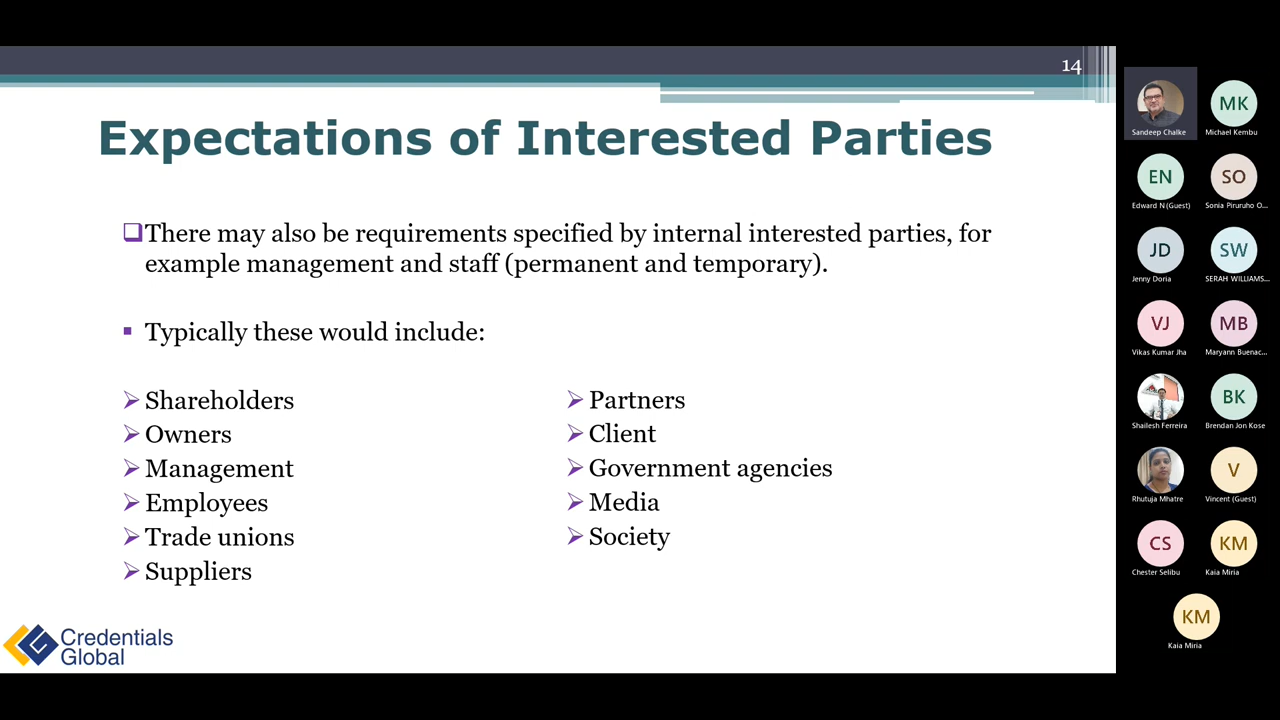 14
Expectations of Interested Parties
There may also be requirements specified by internal interested parties, for
example management and staff (permanent and temporary).
Typically these would include:
Shareholders
Owners
Management
Employees
Trade unions
Suppliers
Partners
Client
Government agencies
Media
Society
Credentials
Global
Sandeep Chalke
MK
Michael Kembu
EN
Edward N (Guest)
SO
Sonia Piruruho O...
JD
Jenny Doria
SW
SERAH WILLIAMS...
VJ
Vikas Kumar Jha
MB
Maryann Buenac...
Shailesh Ferreira
BK
Brendan Jon Kose
Rhutuja Mhatre
V
Vincent (Guest)
CS
Chester Selibu
KM
Kaia Miria
KM
Kaia Miria